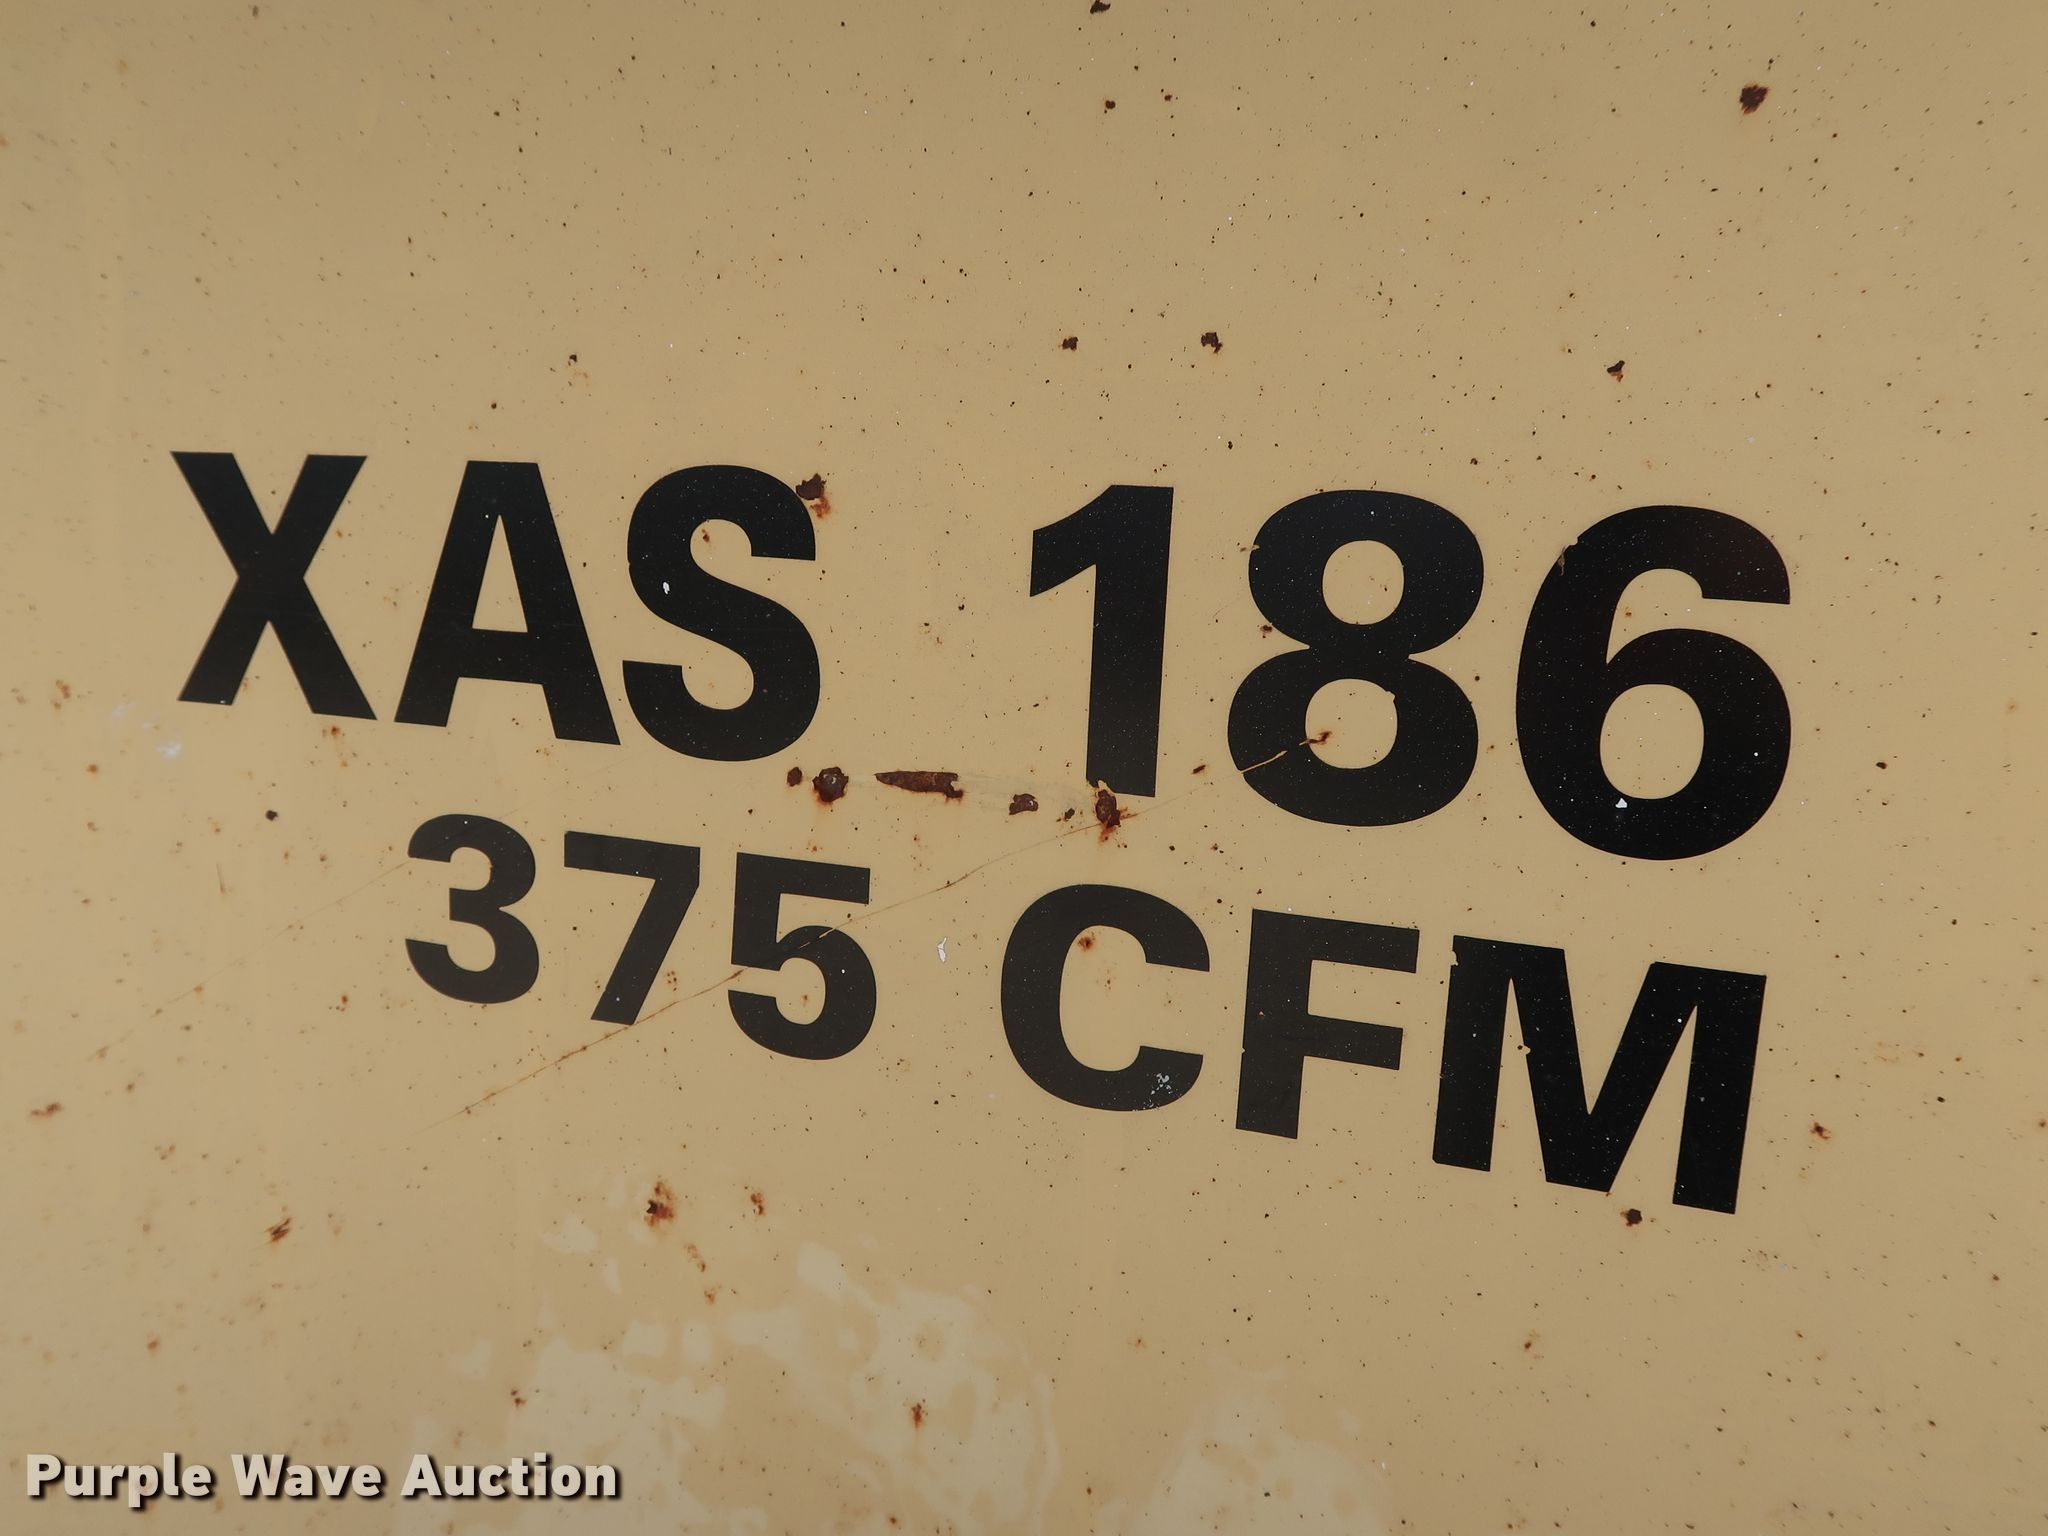 XAS 186
375 CFM
Purple Wave Auction